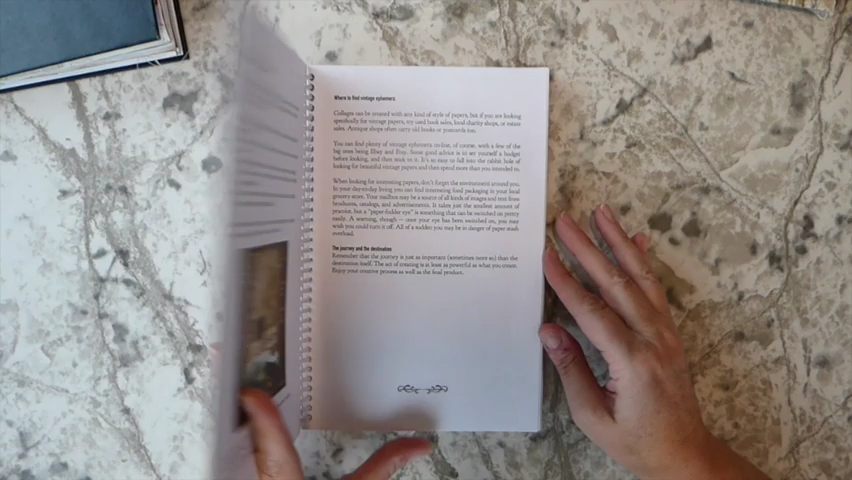 Where to find vintage ephemera
Collages can be created with any kind of style of papers, but if you are looking
specifically for vintage papers, try used book sales, local charity shops, or estate
sales. Antique shops often carry old books or postcards too.
You can find plenty of vintage ephemera on-line, of course, with a few of the
big ones being Ebay and Etsy. Some good advice is to set yourself a budget
before looking, and then stick to it. It's so easy to fall into the rabbit hole of
looking for beautiful vintage papers and then spend more than you intended to.
When looking for interesting papers, don't forget the environment around you.
In your day-to-day living you can find interesting food packaging in your local
grocery store. Your mailbox may be a source of all kinds of images and text from
brochures, catalogs, and advertisements. It takes just the smallest amount of
practice, but a "paper-fodder eye" is something that can be switched on pretty
easily. A warning, though — once your eye has been switched on, you may
wish you could turn it off. All of a sudden you may be in danger of paper stash
overload.
The journey and the destination
Remember that the journey is just as important (sometimes more so) than the
destination itself. The act of creating is at least as powerful as what you create.
Enjoy your creative process as well as the final product.